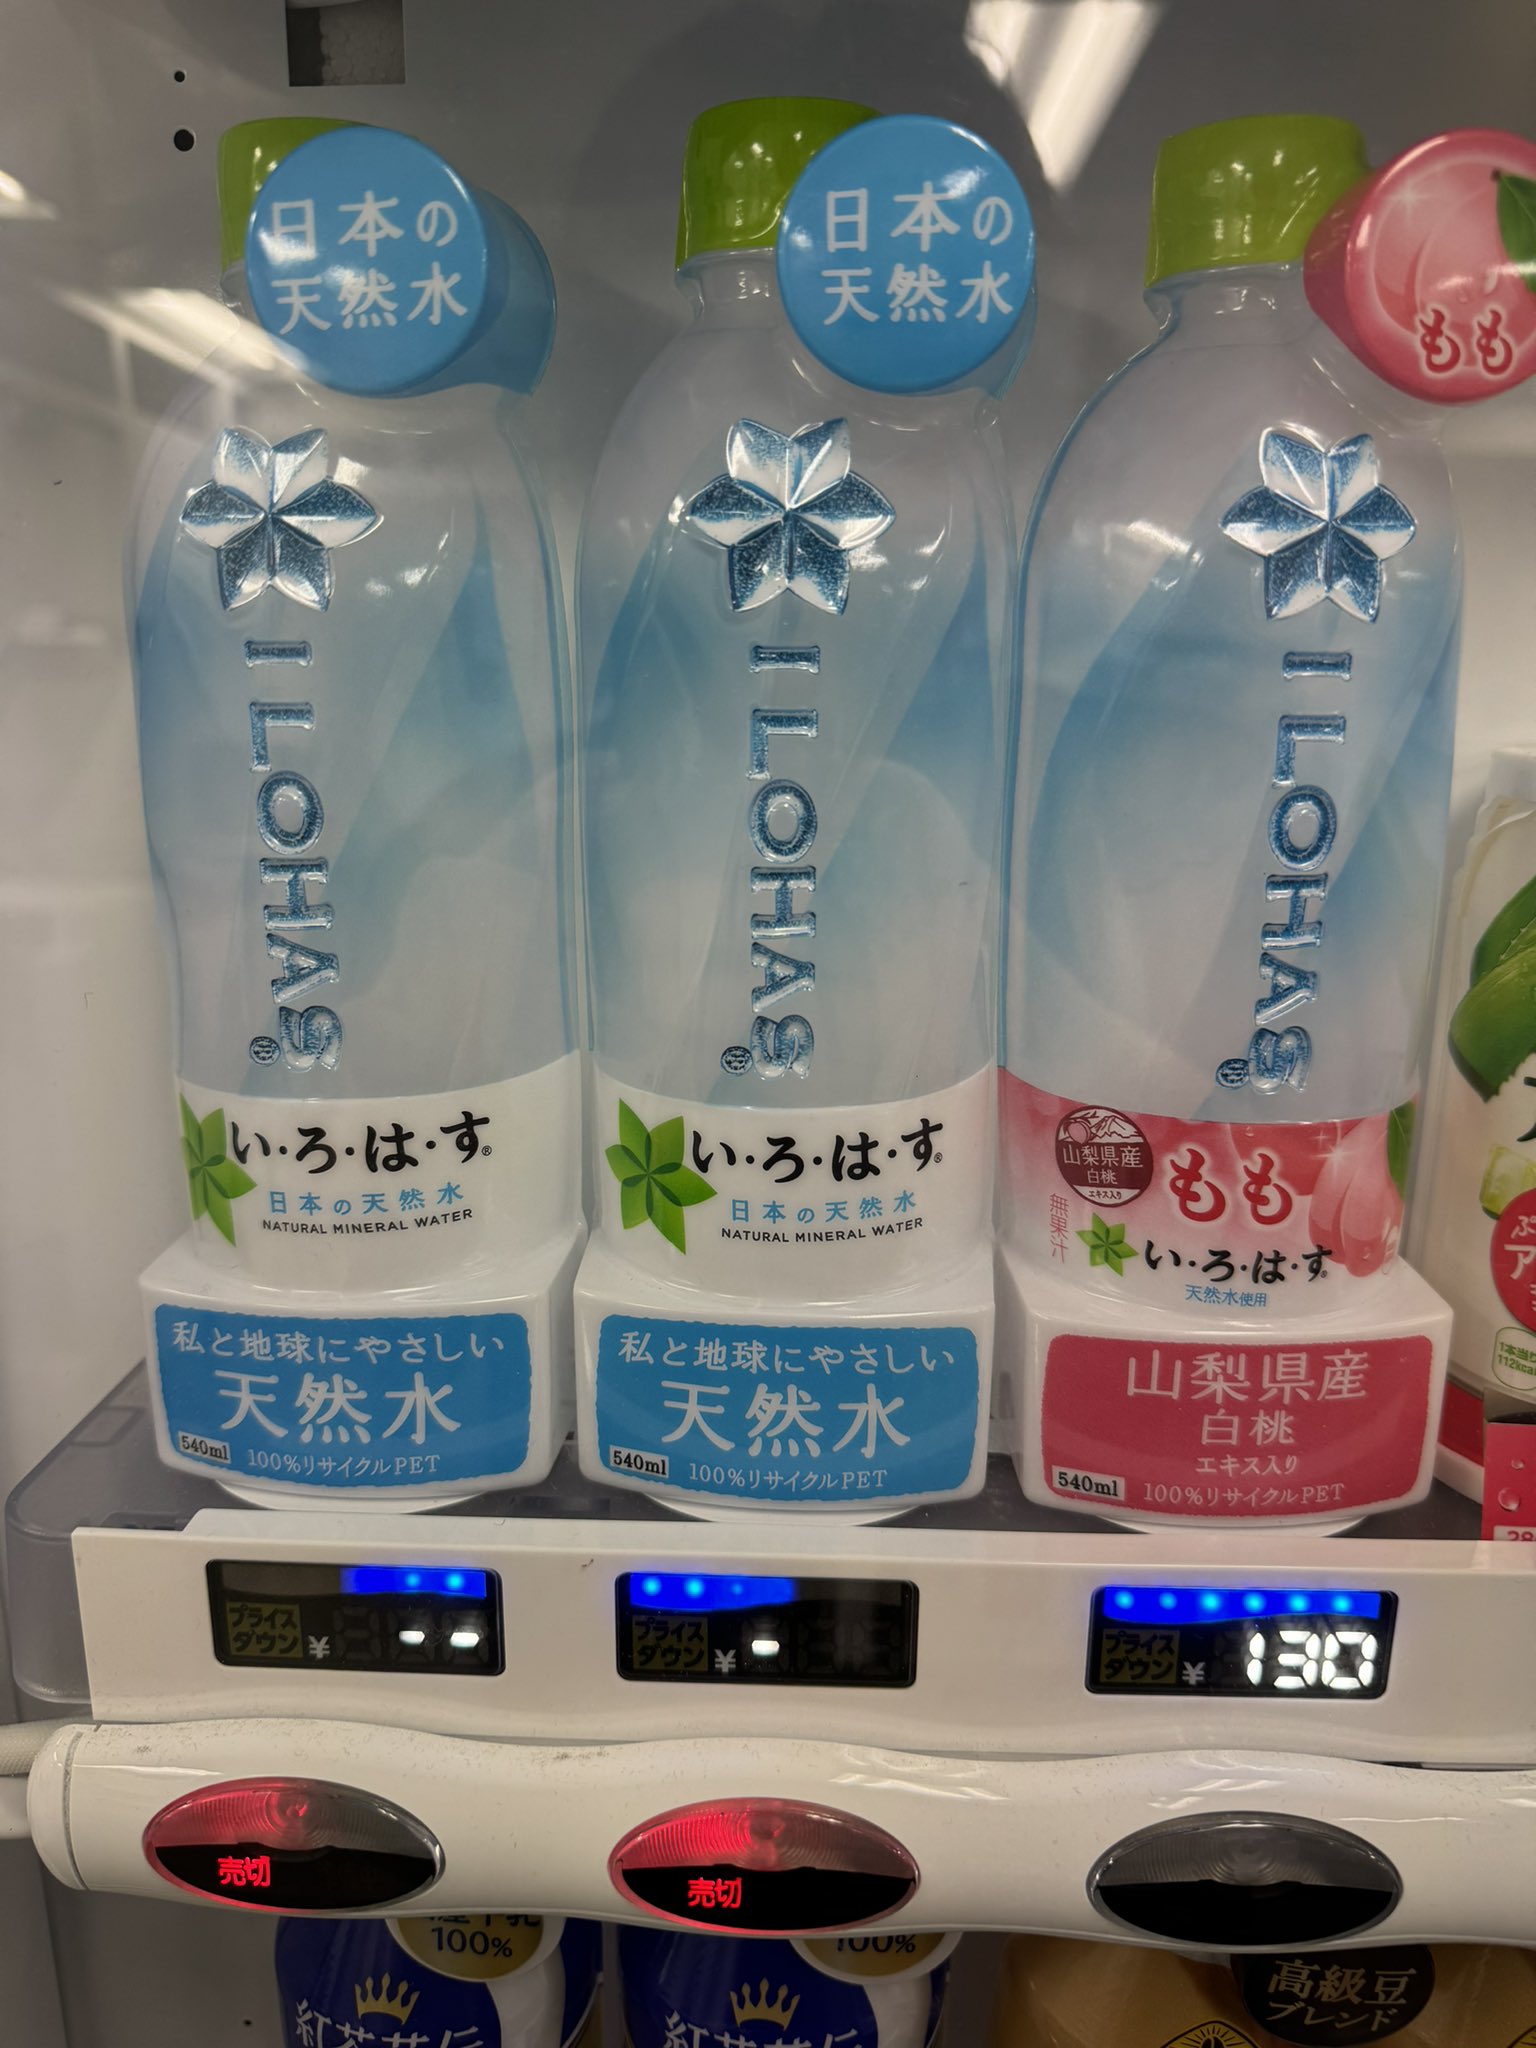 日本の
天然水
日本の
天然水
もも
I LOHAS®
I LOHAS®
I LOHAS®
い・ろ・は・す®
日本の天然水
NATURAL MINERAL WATER
私と地球にやさしい
天然水
540ml 100%リサイクルPET
い・ろ・は・す®
日本の天然水
NATURAL MINERAL WATER
私と地球にやさしい
天然水
540ml 100%リサイクルPET
山梨県産
白桃
エキス入り
もも
無果汁
い・ろ・は・す®
天然水使用
山梨県産
白桃
エキス入り
540ml 100%リサイクルPET
1本当り
112kcal
プライス
ダウン ¥ --
プライス
ダウン ¥ -
プライス
ダウン ¥ 130
売切
売切
100%
100%
高級豆
ブレンド